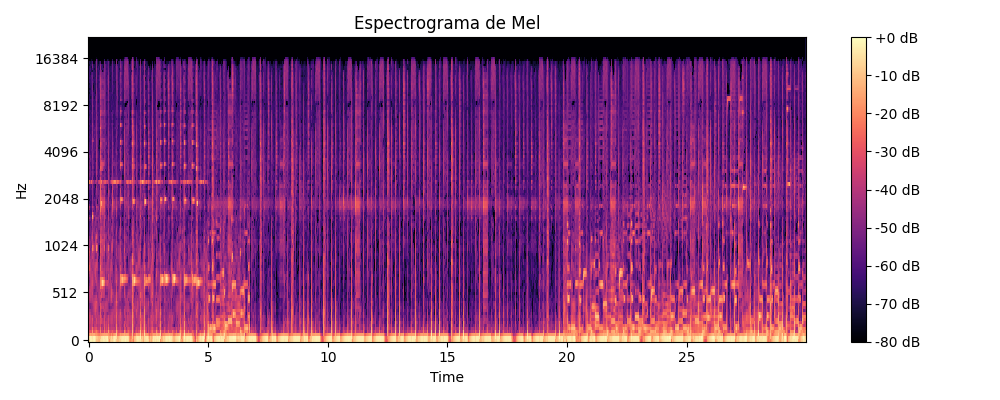 Espectrograma de Mel
Hz
16384
8192
4096
2048
1024
512
0
0 5 10 15 20 25
Time
+0 dB
-10 dB
-20 dB
-30 dB
-40 dB
-50 dB
-60 dB
-70 dB
-80 dB